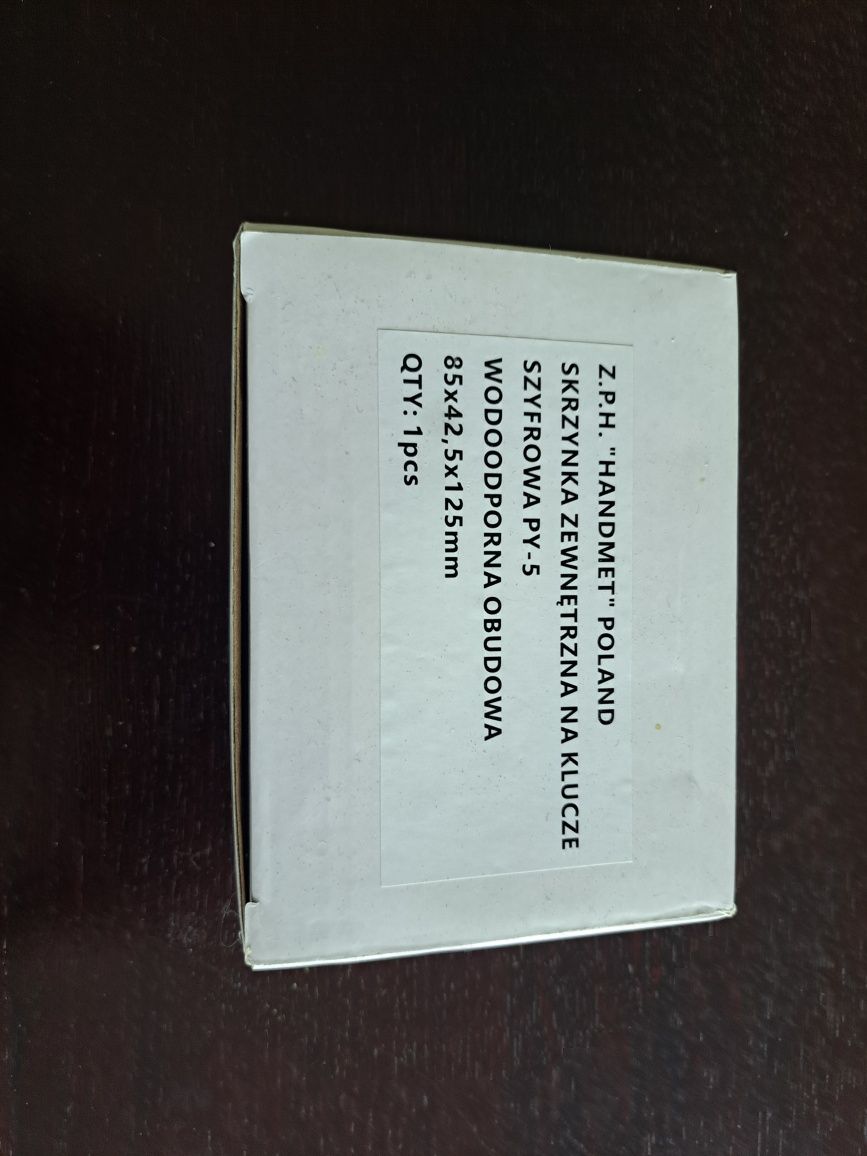 Z.P.H. "HANDMET" POLAND
SKRZYNKA ZEWNĘTRZNA NA KLUCZE
SZYFROWA PY-5
WODOODPORNA OBUDOWA
85x42,5x125mm
QTY: 1pcs